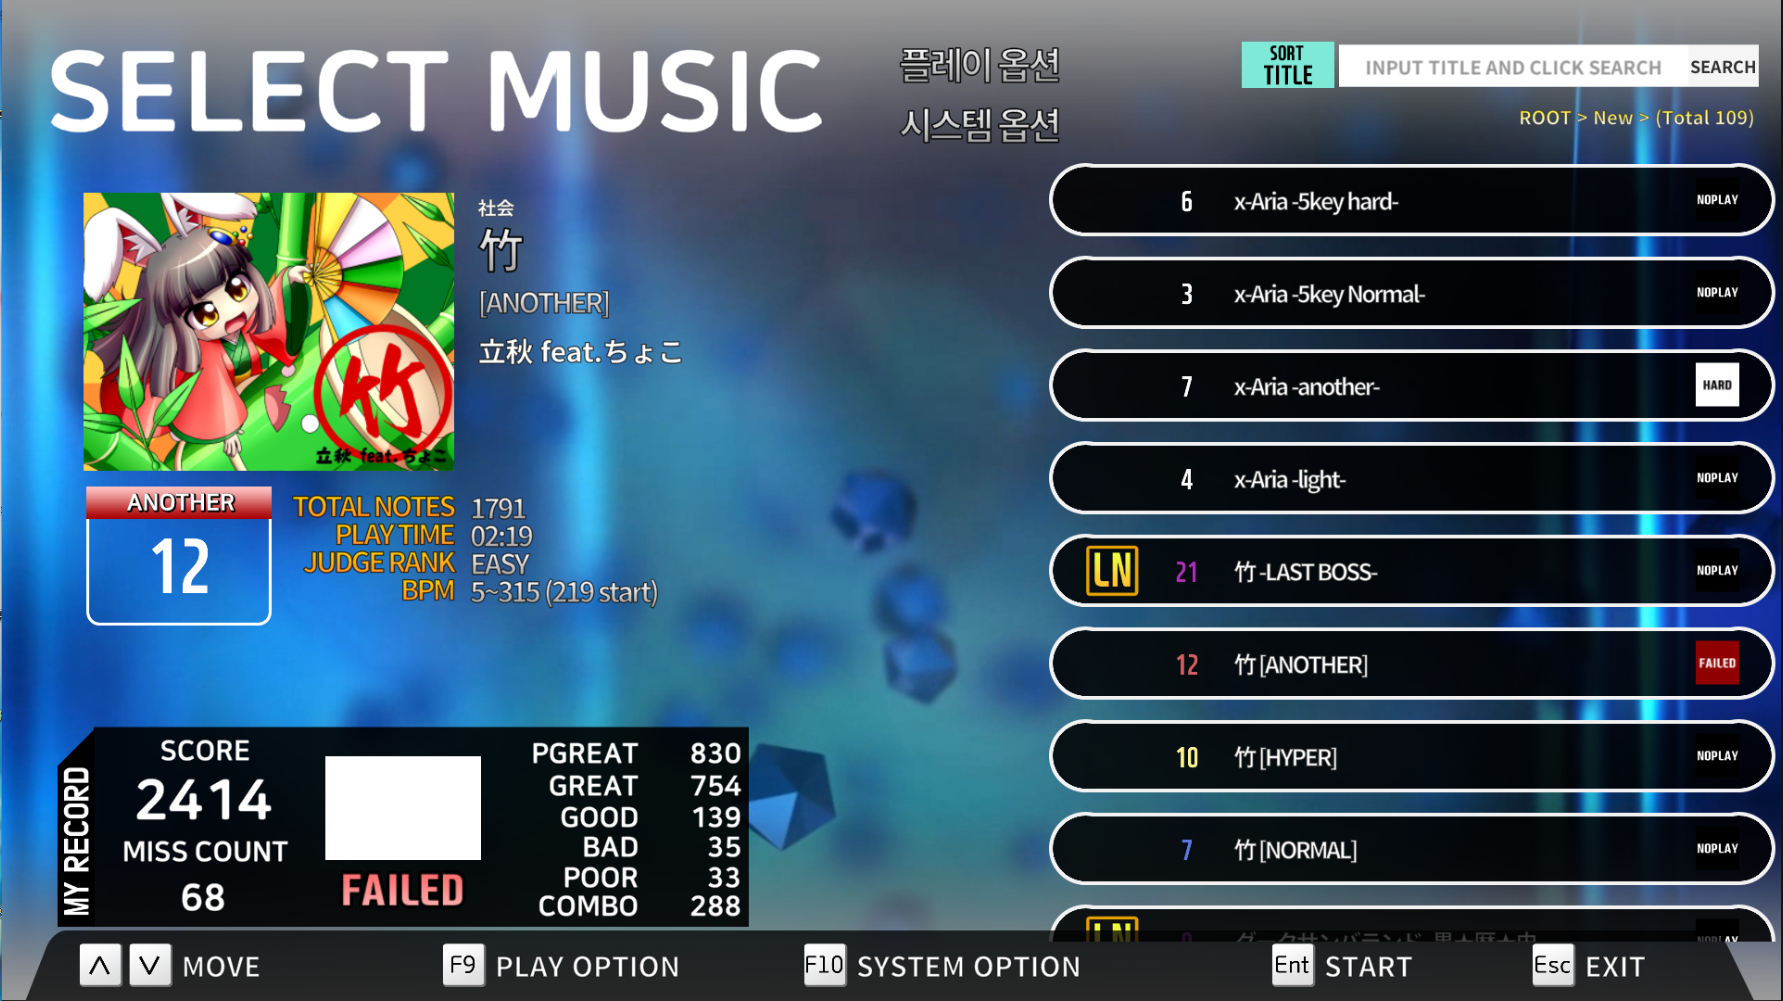 SELECT MUSIC
플레이 옵션
시스템 옵션
SORT
TITLE
INPUT TITLE AND CLICK SEARCH
SEARCH
ROOT > New > (Total 109)
社会
竹
[ANOTHER]
立秋 feat.ちょこ
竹
立秋 feat.ちょこ
ANOTHER
12
TOTAL NOTES 1791
PLAY TIME 02:19
JUDGE RANK EASY
BPM 5~315 (219 start)
MY RECORD
SCORE
2414
MISS COUNT
68
FAILED
PGREAT 830
GREAT 754
GOOD 139
BAD 35
POOR 33
COMBO 288
6 x-Aria -5key hard- NOPLAY
3 x-Aria -5key Normal- NOPLAY
7 x-Aria -another- HARD
4 x-Aria -light- NOPLAY
LN 21 竹 -LAST BOSS- NOPLAY
12 竹 [ANOTHER] FAILED
10 竹 [HYPER] NOPLAY
7 竹 [NORMAL] NOPLAY
LN NOPLAY
MOVE
F9 PLAY OPTION
F10 SYSTEM OPTION
Ent START
Esc EXIT